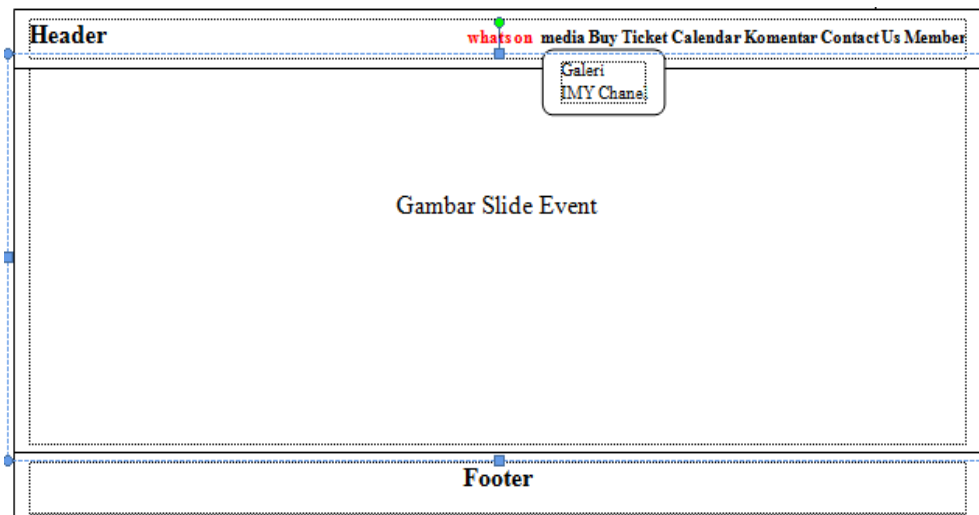 Header
whats on media Buy Ticket Calendar Komentar Contact Us Member
Galeri
IMY Chane
Gambar Slide Event
Footer